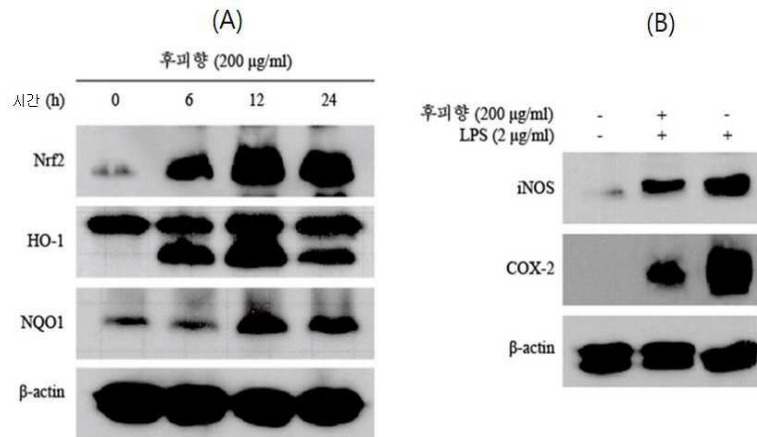 (A)
후피향 (200 μg/ml)
시간 (h) 0 6 12 24
Nrf2
HO-1
NQO1
β-actin
(B)
후피향 (200 μg/ml) - + -
LPS (2 μg/ml) - + +
iNOS
COX-2
β-actin